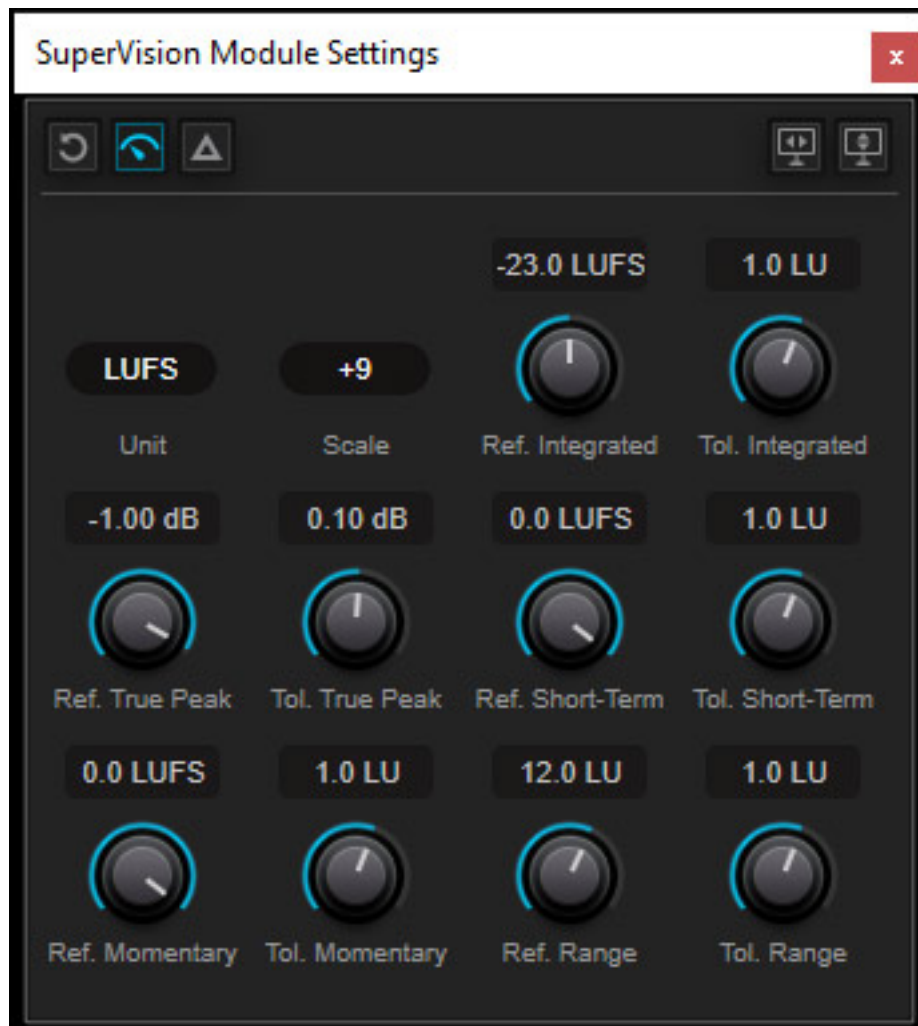 SuperVision Module Settings
x
-23.0 LUFS 1.0 LU
LUFS +9
Unit Scale Ref. Integrated Tol. Integrated
-1.00 dB 0.10 dB 0.0 LUFS 1.0 LU
Ref. True Peak Tol. True Peak Ref. Short-Term Tol. Short-Term
0.0 LUFS 1.0 LU 12.0 LU 1.0 LU
Ref. Momentary Tol. Momentary Ref. Range Tol. Range